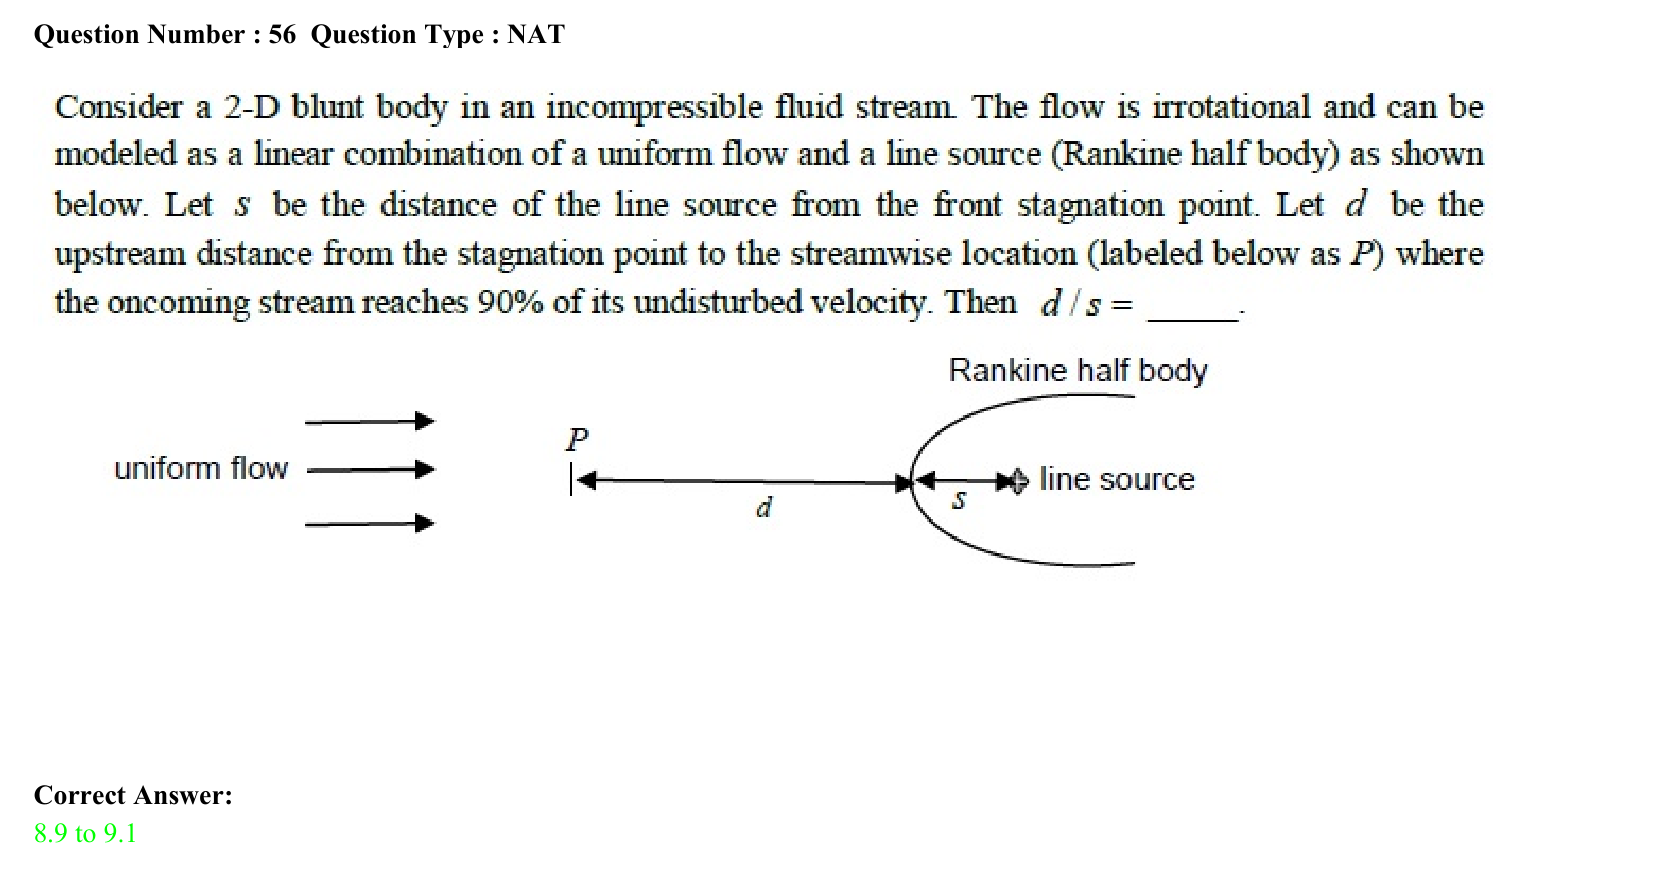 Question Number : 56 Question Type : NAT
Consider a 2-D blunt body in an incompressible fluid stream. The flow is irrotational and can be
modeled as a linear combination of a uniform flow and a line source (Rankine half body) as shown
below. Let s be the distance of the line source from the front stagnation point. Let d be the
upstream distance from the stagnation point to the streamwise location (labeled below as P) where
the oncoming stream reaches 90% of its undisturbed velocity. Then d / s = _____.
Rankine half body
P
uniform flow
line source
s
d
Correct Answer:
8.9 to 9.1